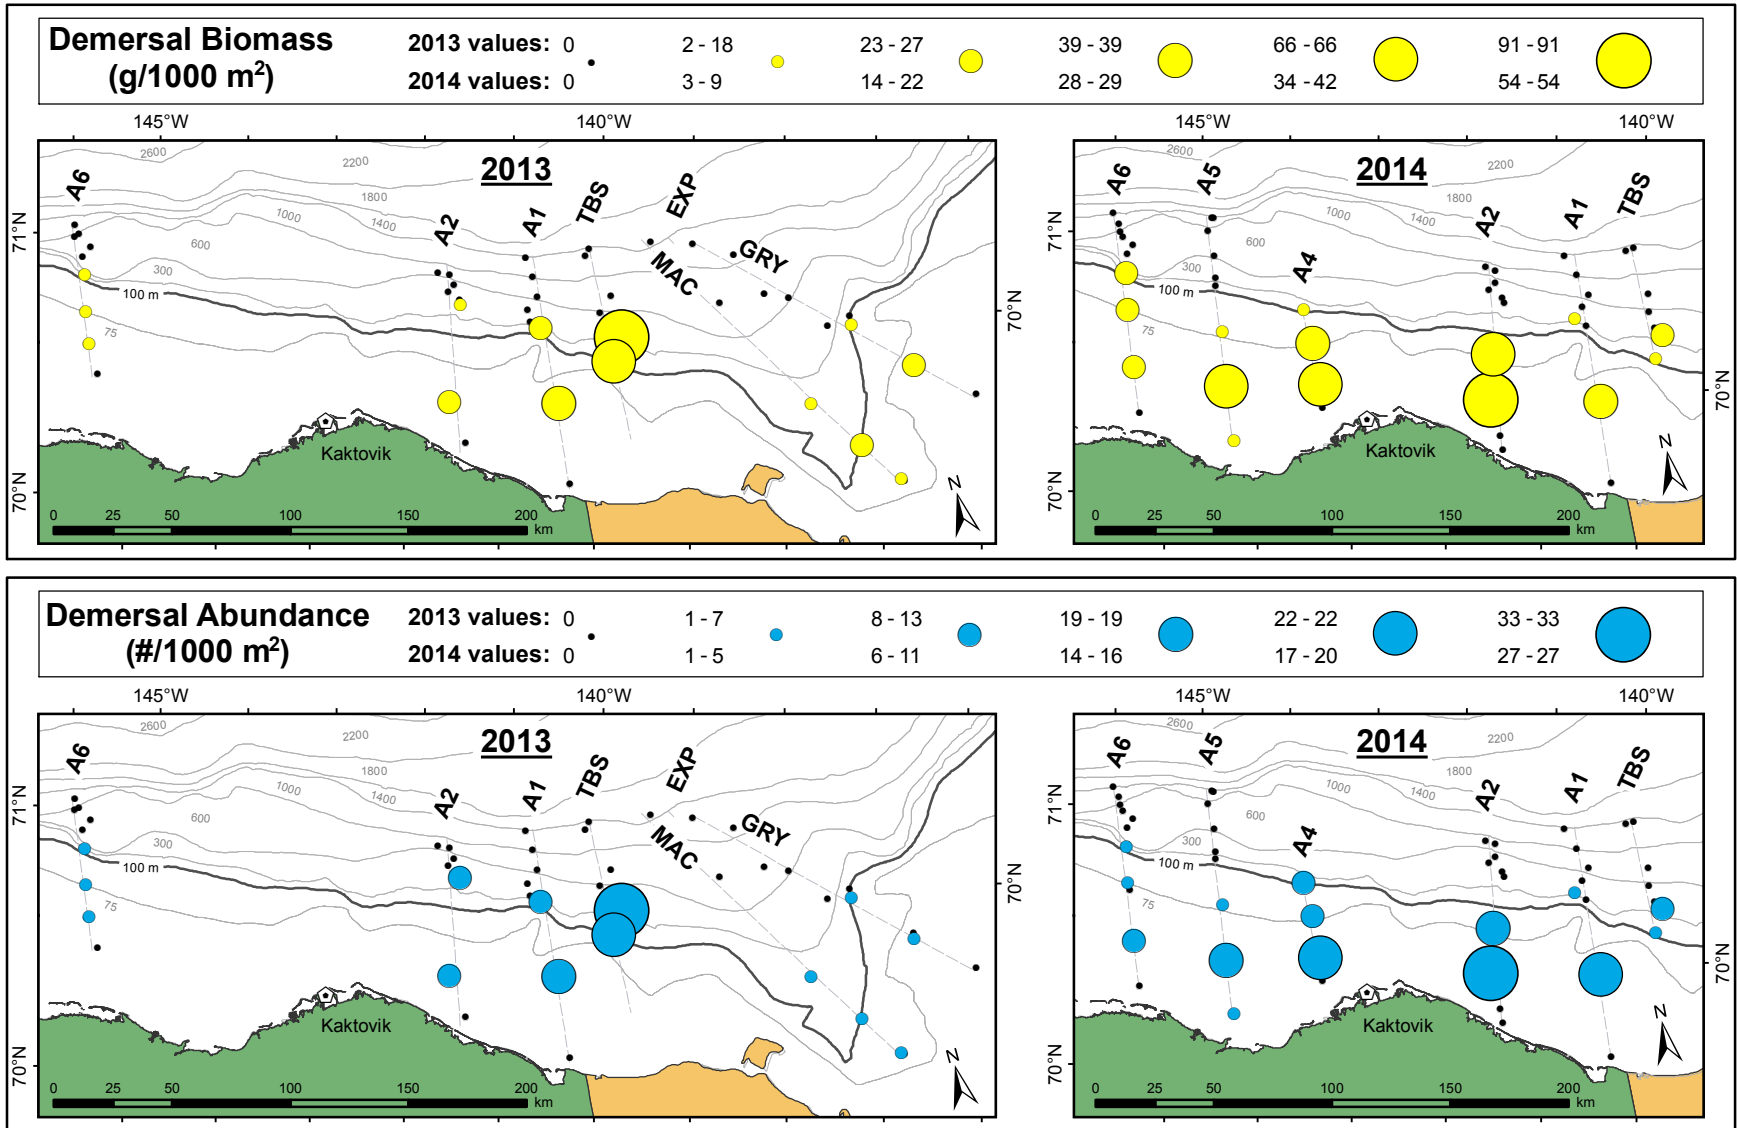 Demersal Biomass
(g/1000 m²)
2013 values: 0 2 - 18 23 - 27 39 - 39 66 - 66 91 - 91
2014 values: 0 3 - 9 14 - 22 28 - 29 34 - 42 54 - 54
145°W 140°W 145°W 140°W
2013
2600
2200
1800
1400
1000
600
300
100 m
75
A6
A2
A1
TBS
EXP
MAC
GRY
71°N
70°N
70°N
Kaktovik
N
0 25 50 100 150 200
km
2014
2600
2200
1800
1400
1000
600
300
100 m
75
A6
A5
A4
A2
A1
TBS
71°N
70°N
70°N
Kaktovik
N
0 25 50 100 150 200
km
Demersal Abundance
(#/1000 m²)
2013 values: 0 1 - 7 8 - 13 19 - 19 22 - 22 33 - 33
2014 values: 0 1 - 5 6 - 11 14 - 16 17 - 20 27 - 27
145°W 140°W 145°W 140°W
2013
2600
2200
1800
1400
1000
600
300
100 m
75
A6
A2
A1
TBS
EXP
MAC
GRY
71°N
70°N
70°N
Kaktovik
N
0 25 50 100 150 200
km
2014
2600
2200
1800
1400
1000
600
300
100 m
75
A6
A5
A4
A2
A1
TBS
71°N
70°N
70°N
Kaktovik
N
0 25 50 100 150 200
km